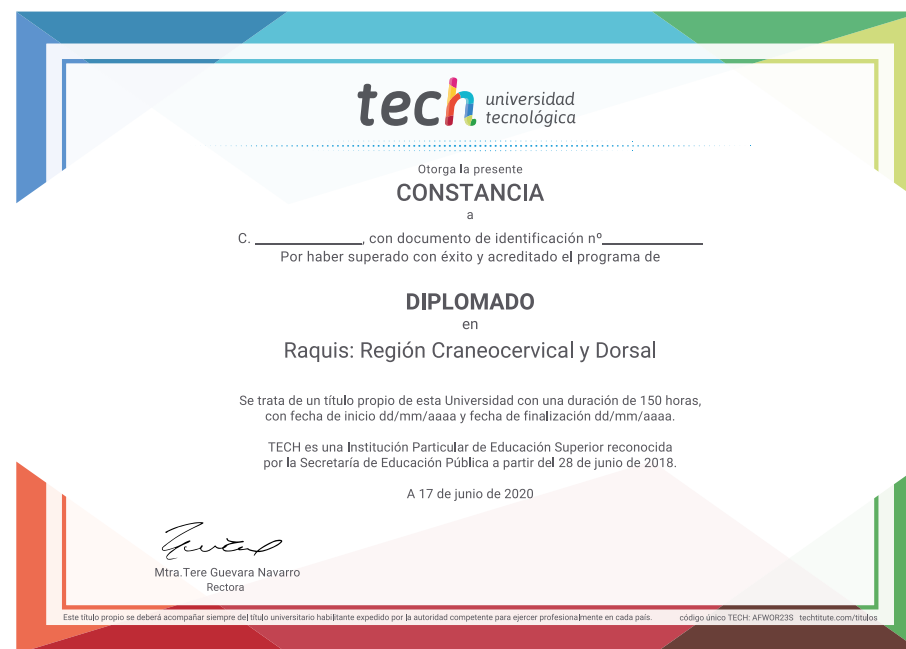 tech universidad
tecnológica
Otorga la presente
CONSTANCIA
a
C. ____________, con documento de identificación nº____________
Por haber superado con éxito y acreditado el programa de
DIPLOMADO
en
Raquis: Región Craneocervical y Dorsal
Se trata de un título propio de esta Universidad con una duración de 150 horas,
con fecha de inicio dd/mm/aaaa y fecha de finalización dd/mm/aaaa.
TECH es una Institución Particular de Educación Superior reconocida
por la Secretaría de Educación Pública a partir del 28 de junio de 2018.
A 17 de junio de 2020
Mtra.Tere Guevara Navarro
Rectora
Este título propio se deberá acompañar siempre del título universitario habilitante expedido por la autoridad competente para ejercer profesionalmente en cada país. código único TECH: AFWOR23S techtitute.com/titulos